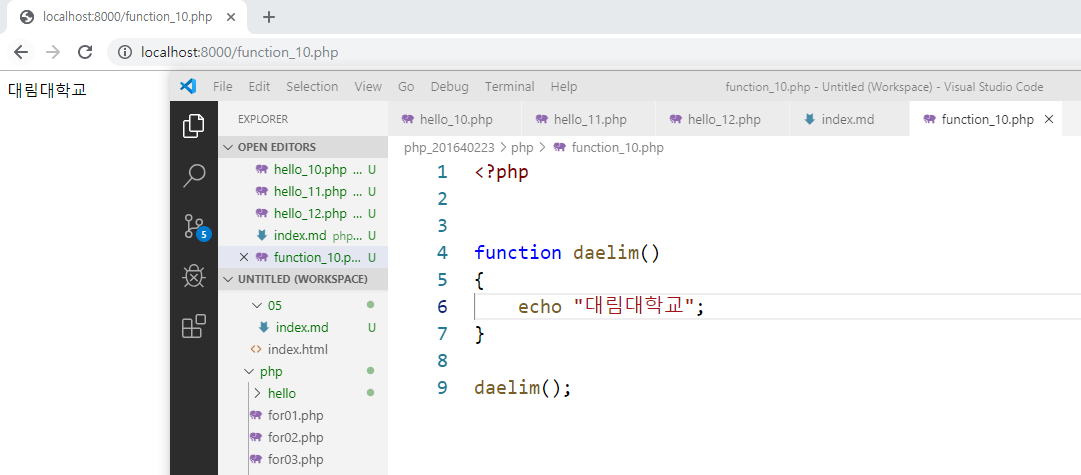 localhost:8000/function_10.php
localhost:8000/function_10.php
대림대학교
File Edit Selection View Go Debug Terminal Help function_10.php - Untitled (Workspace) - Visual Studio Code
EXPLORER
OPEN EDITORS
hello_10.php ... U
hello_11.php ... U
hello_12.php ... U
index.md php... U
function_10.p... U
UNTITLED (WORKSPACE)
05
index.md U
index.html
php
hello
for01.php
for02.php
for03.php
5
hello_10.php hello_11.php hello_12.php index.md function_10.php
php_201640223 > php > function_10.php
1 <?php
2
3
4 function daelim()
5 {
6 echo "대림대학교";
7 }
8
9 daelim();